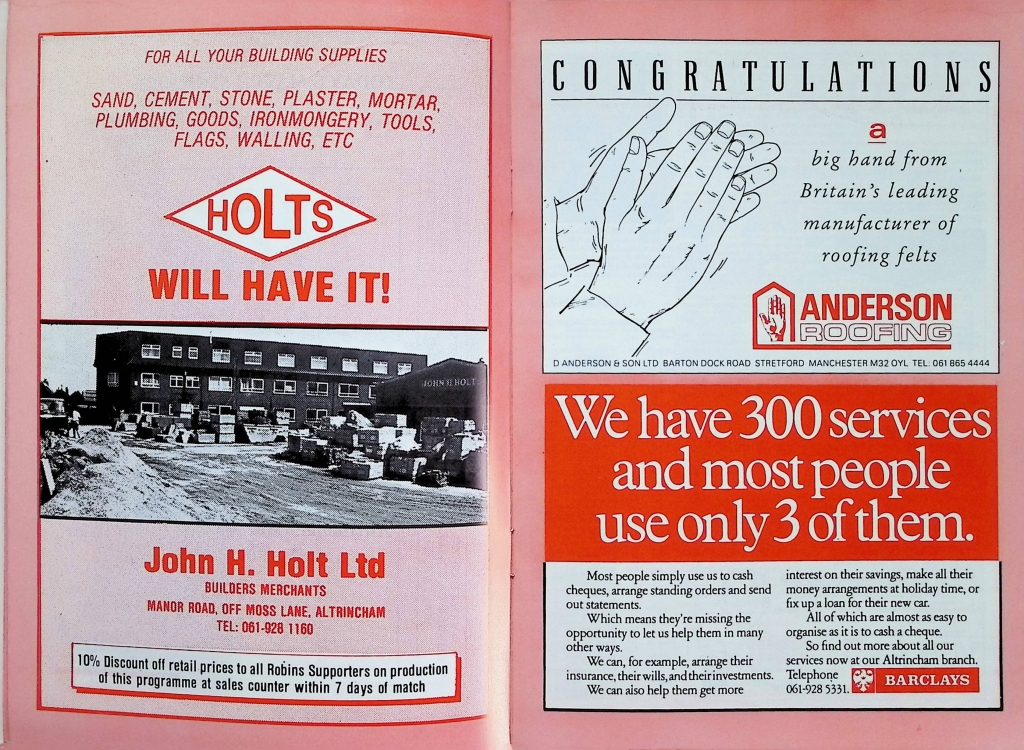 FOR ALL YOUR BUILDING SUPPLIES
SAND, CEMENT, STONE, PLASTER, MORTAR,
PLUMBING, GOODS, IRONMONGERY, TOOLS,
FLAGS, WALLING, ETC
HOLTS
WILL HAVE IT!
JOHN H HOLT
John H. Holt Ltd
BUILDERS MERCHANTS
MANOR ROAD, OFF MOSS LANE, ALTRINCHAM
TEL: 061-928 1160
10% Discount off retail prices to all Robins Supporters on production
of this programme at sales counter within 7 days of match
CONGRATULATIONS
a
big hand from
Britain's leading
manufacturer of
roofing felts
ANDERSON
ROOFING
D ANDERSON & SON LTD BARTON DOCK ROAD STRETFORD MANCHESTER M32 OYL TEL: 061 865 4444
We have 300 services
and most people
use only 3 of them.
Most people simply use us to cash
cheques, arrange standing orders and send
out statements.
Which means they're missing the
opportunity to let us help them in many
other ways.
We can, for example, arrange their
insurance, their wills, and their investments.
We can also help them get more
interest on their savings, make all their
money arrangements at holiday time, or
fix up a loan for their new car.
All of which are almost as easy to
organise as it is to cash a cheque.
So find out more about all our
services now at our Altrincham branch.
Telephone
061-928 5331.
BARCLAYS